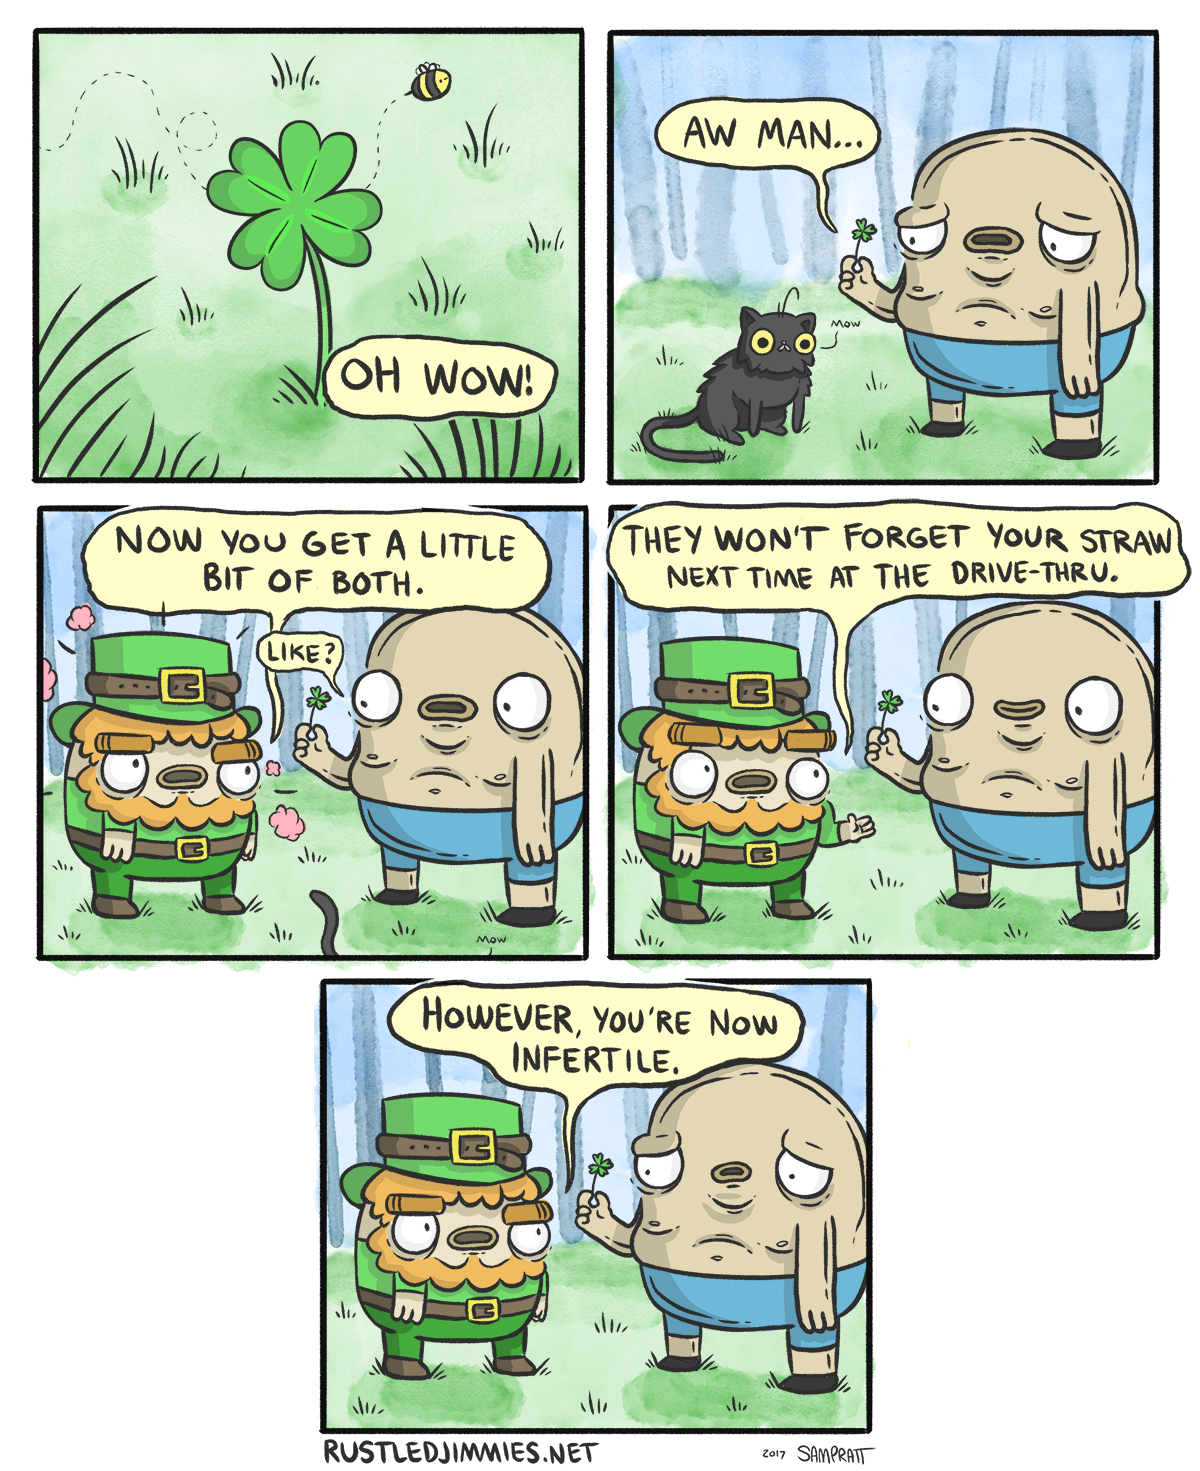 OH WOW!
AW MAN...
MOW
NOW YOU GET A LITTLE
BIT OF BOTH.
LIKE?
MOW
THEY WON'T FORGET YOUR STRAW
NEXT TIME AT THE DRIVE-THRU.
HOWEVER, YOU'RE NOW
INFERTILE.
RUSTLEDJIMMIES.NET
2017 SAMPRATT